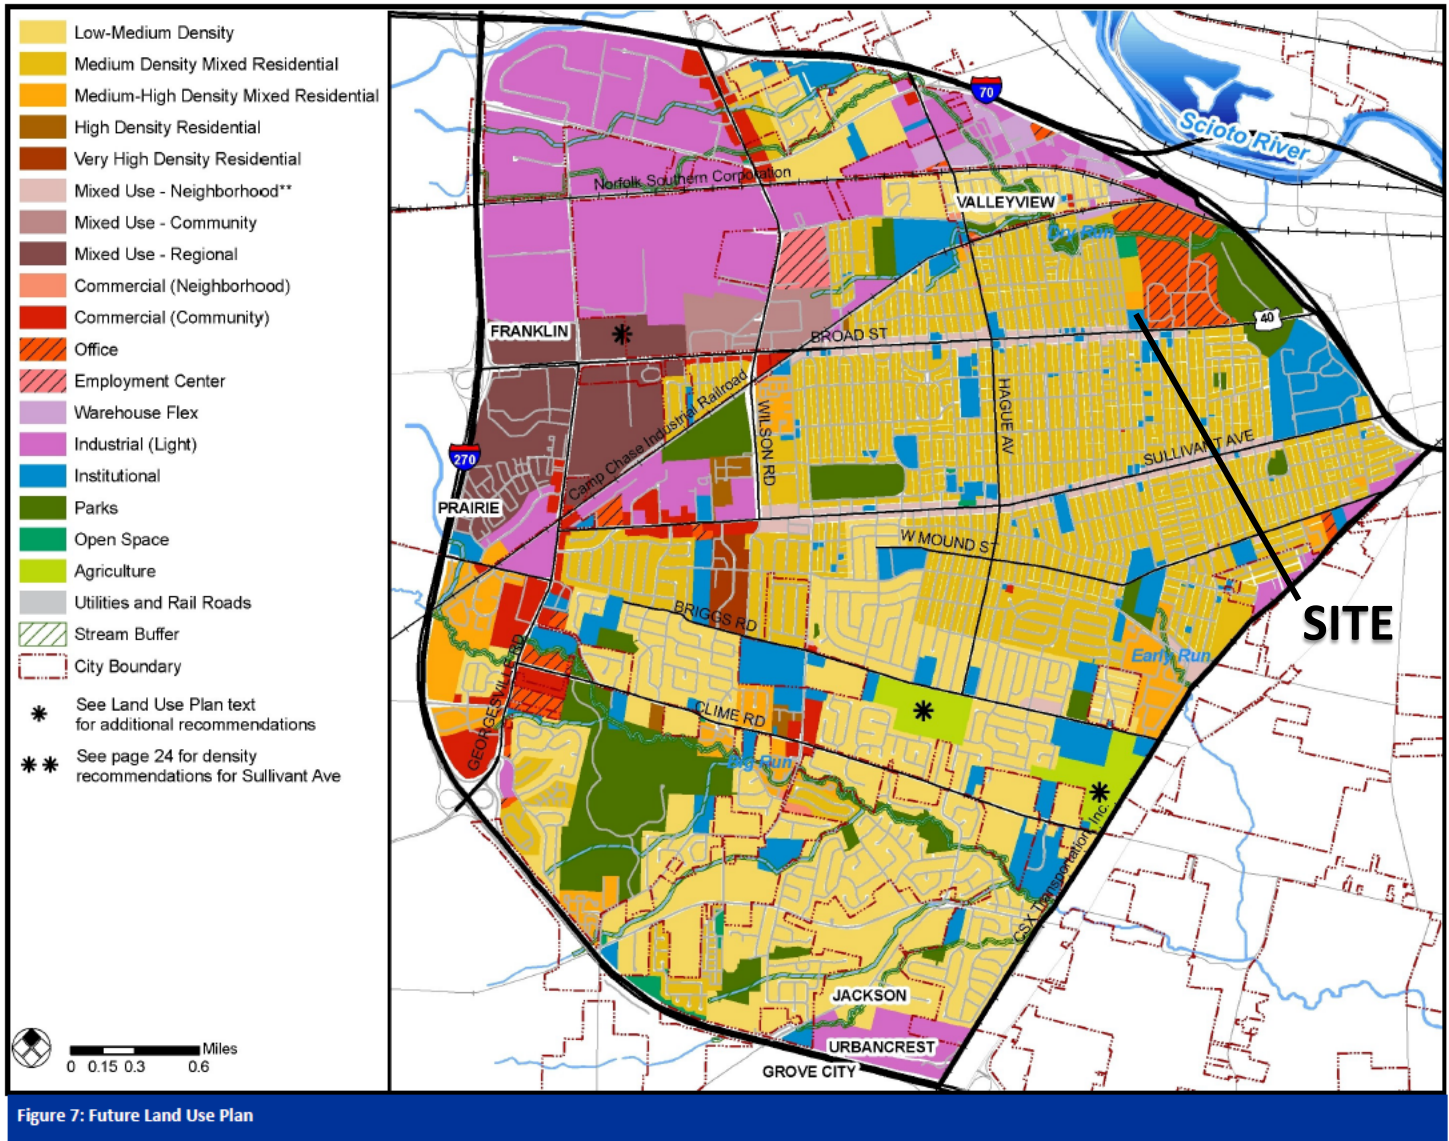 Low-Medium Density
Medium Density Mixed Residential
Medium-High Density Mixed Residential
High Density Residential
Very High Density Residential
Mixed Use - Neighborhood**
Mixed Use - Community
Mixed Use - Regional
Commercial (Neighborhood)
Commercial (Community)
Office
Employment Center
Warehouse Flex
Industrial (Light)
Institutional
Parks
Open Space
Agriculture
Utilities and Rail Roads
Stream Buffer
City Boundary
* See Land Use Plan text
for additional recommendations
** See page 24 for density
recommendations for Sullivant Ave
0 0.15 0.3 0.6 Miles
70
Scioto River
Norfolk Southern Corporation
VALLEYVIEW
Dry Run
40
FRANKLIN
*
BROAD ST
Camp Chase Industrial Railroad
WILSON RD
HAGUE AV
SULLIVANT AVE
270
PRAIRIE
W MOUND ST
BRIGGS RD
SITE
Early Run
GEORGESVILLE RD
CLIME RD
*
Big Run
*
CSX Transportation Inc.
JACKSON
URBANCREST
GROVE CITY
Figure 7: Future Land Use Plan